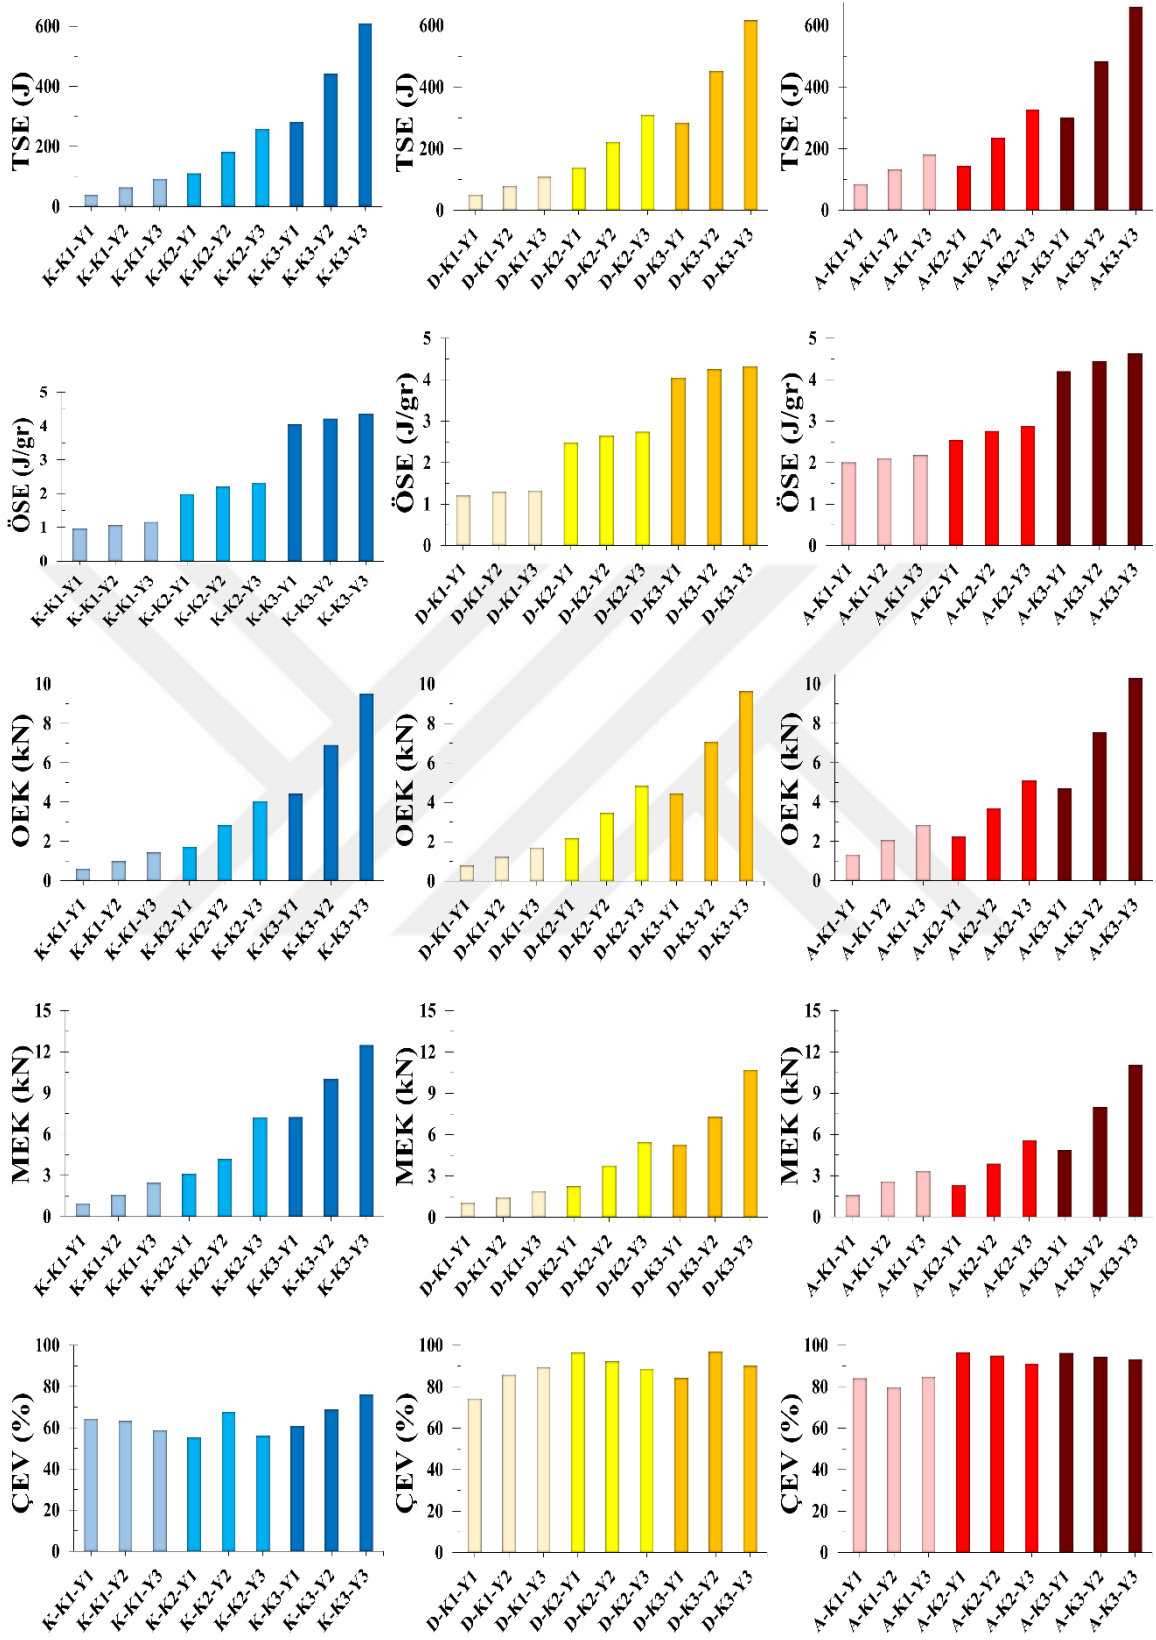 TSE (J)
600
400
200
0
K-K1-Y1
K-K1-Y2
K-K1-Y3
K-K2-Y1
K-K2-Y2
K-K2-Y3
K-K3-Y1
K-K3-Y2
K-K3-Y3
TSE (J)
600
400
200
0
D-K1-Y1
D-K1-Y2
D-K1-Y3
D-K2-Y1
D-K2-Y2
D-K2-Y3
D-K3-Y1
D-K3-Y2
D-K3-Y3
TSE (J)
600
400
200
0
A-K1-Y1
A-K1-Y2
A-K1-Y3
A-K2-Y1
A-K2-Y2
A-K2-Y3
A-K3-Y1
A-K3-Y2
A-K3-Y3
ÖSE (J/gr)
5
4
3
2
1
0
K-K1-Y1
K-K1-Y2
K-K1-Y3
K-K2-Y1
K-K2-Y2
K-K2-Y3
K-K3-Y1
K-K3-Y2
K-K3-Y3
ÖSE (J/gr)
5
4
3
2
1
0
D-K1-Y1
D-K1-Y2
D-K1-Y3
D-K2-Y1
D-K2-Y2
D-K2-Y3
D-K3-Y1
D-K3-Y2
D-K3-Y3
ÖSE (J/gr)
5
4
3
2
1
0
A-K1-Y1
A-K1-Y2
A-K1-Y3
A-K2-Y1
A-K2-Y2
A-K2-Y3
A-K3-Y1
A-K3-Y2
A-K3-Y3
OEK (kN)
10
8
6
4
2
0
K-K1-Y1
K-K1-Y2
K-K1-Y3
K-K2-Y1
K-K2-Y2
K-K2-Y3
K-K3-Y1
K-K3-Y2
K-K3-Y3
OEK (kN)
10
8
6
4
2
0
D-K1-Y1
D-K1-Y2
D-K1-Y3
D-K2-Y1
D-K2-Y2
D-K2-Y3
D-K3-Y1
D-K3-Y2
D-K3-Y3
OEK (kN)
10
8
6
4
2
0
A-K1-Y1
A-K1-Y2
A-K1-Y3
A-K2-Y1
A-K2-Y2
A-K2-Y3
A-K3-Y1
A-K3-Y2
A-K3-Y3
MEK (kN)
15
12
9
6
3
0
K-K1-Y1
K-K1-Y2
K-K1-Y3
K-K2-Y1
K-K2-Y2
K-K2-Y3
K-K3-Y1
K-K3-Y2
K-K3-Y3
MEK (kN)
15
12
9
6
3
0
D-K1-Y1
D-K1-Y2
D-K1-Y3
D-K2-Y1
D-K2-Y2
D-K2-Y3
D-K3-Y1
D-K3-Y2
D-K3-Y3
MEK (kN)
15
12
9
6
3
0
A-K1-Y1
A-K1-Y2
A-K1-Y3
A-K2-Y1
A-K2-Y2
A-K2-Y3
A-K3-Y1
A-K3-Y2
A-K3-Y3
ÇEV (%)
100
80
60
40
20
0
K-K1-Y1
K-K1-Y2
K-K1-Y3
K-K2-Y1
K-K2-Y2
K-K2-Y3
K-K3-Y1
K-K3-Y2
K-K3-Y3
ÇEV (%)
100
80
60
40
20
0
D-K1-Y1
D-K1-Y2
D-K1-Y3
D-K2-Y1
D-K2-Y2
D-K2-Y3
D-K3-Y1
D-K3-Y2
D-K3-Y3
ÇEV (%)
100
80
60
40
20
0
A-K1-Y1
A-K1-Y2
A-K1-Y3
A-K2-Y1
A-K2-Y2
A-K2-Y3
A-K3-Y1
A-K3-Y2
A-K3-Y3